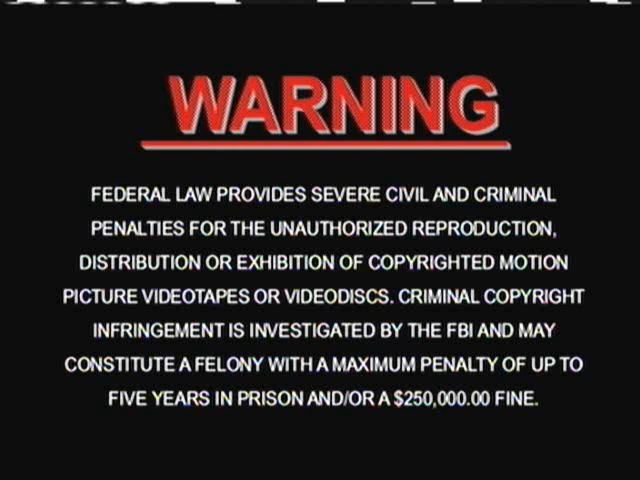 WARNING
FEDERAL LAW PROVIDES SEVERE CIVIL AND CRIMINAL
PENALTIES FOR THE UNAUTHORIZED REPRODUCTION,
DISTRIBUTION OR EXHIBITION OF COPYRIGHTED MOTION
PICTURE VIDEOTAPES OR VIDEODISCS. CRIMINAL COPYRIGHT
INFRINGEMENT IS INVESTIGATED BY THE FBI AND MAY
CONSTITUTE A FELONY WITH A MAXIMUM PENALTY OF UP TO
FIVE YEARS IN PRISON AND/OR A $250,000.00 FINE.